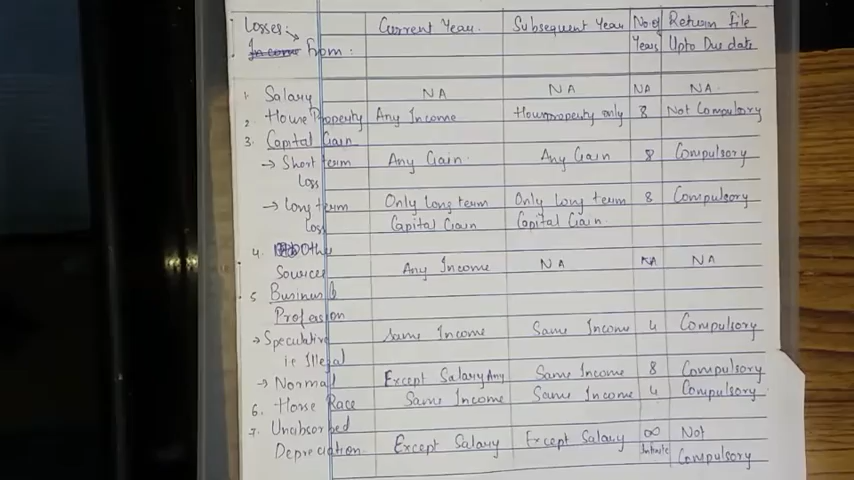 Losses: Current Year. Subsequent Year No. of Return File
Income from: Years Upto Due date
1. Salary NA NA NA NA.
2. House Property Any Income House property only 8 Not Compulsory
3. Capital Gain
→ Short term Any Gain. Any Gain 8 Compulsory
Loss
→ Long term Only Long term Only Long term 8 Compulsory
Loss Capital Gain Capital Gain.
4. Other
Sources Any Income NA NA NA
5 Business &
Profession
→ Speculative Same Income Same Income 4 Compulsory
i.e Illegal
→ Normal Except Salary Any Same Income 8 Compulsory
6. Horse Race Same Income Same Income 4 Compulsory
7. Unabsorbed
Depreciation Except Salary Except Salary ∞ Not
Infinite Compulsory